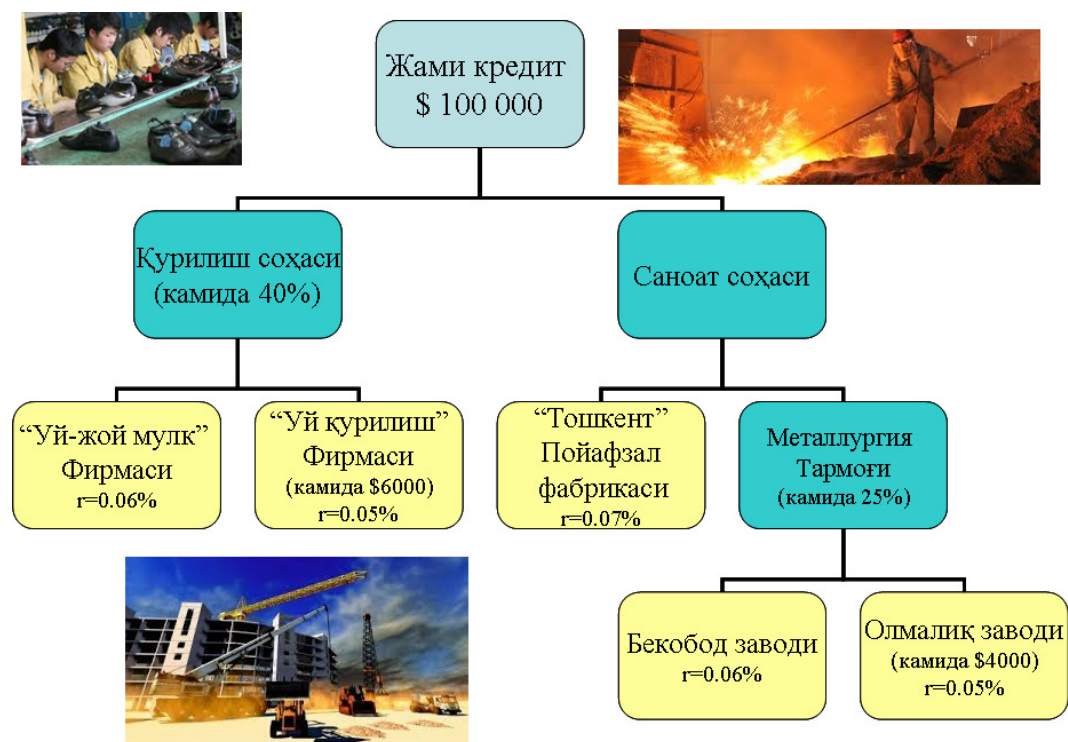 Жами кредит
$ 100 000
Қурилиш соҳаси
(камида 40%)
Саноат соҳаси
“Уй-жой мулк”
Фирмаси
r=0.06%
“Уй қурилиш”
Фирмаси
(камида $6000)
r=0.05%
“Тошкент”
Пойафзал
фабрикаси
r=0.07%
Металлургия
Тармоғи
(камида 25%)
Бекобод заводи
r=0.06%
Олмалиқ заводи
(камида $4000)
r=0.05%